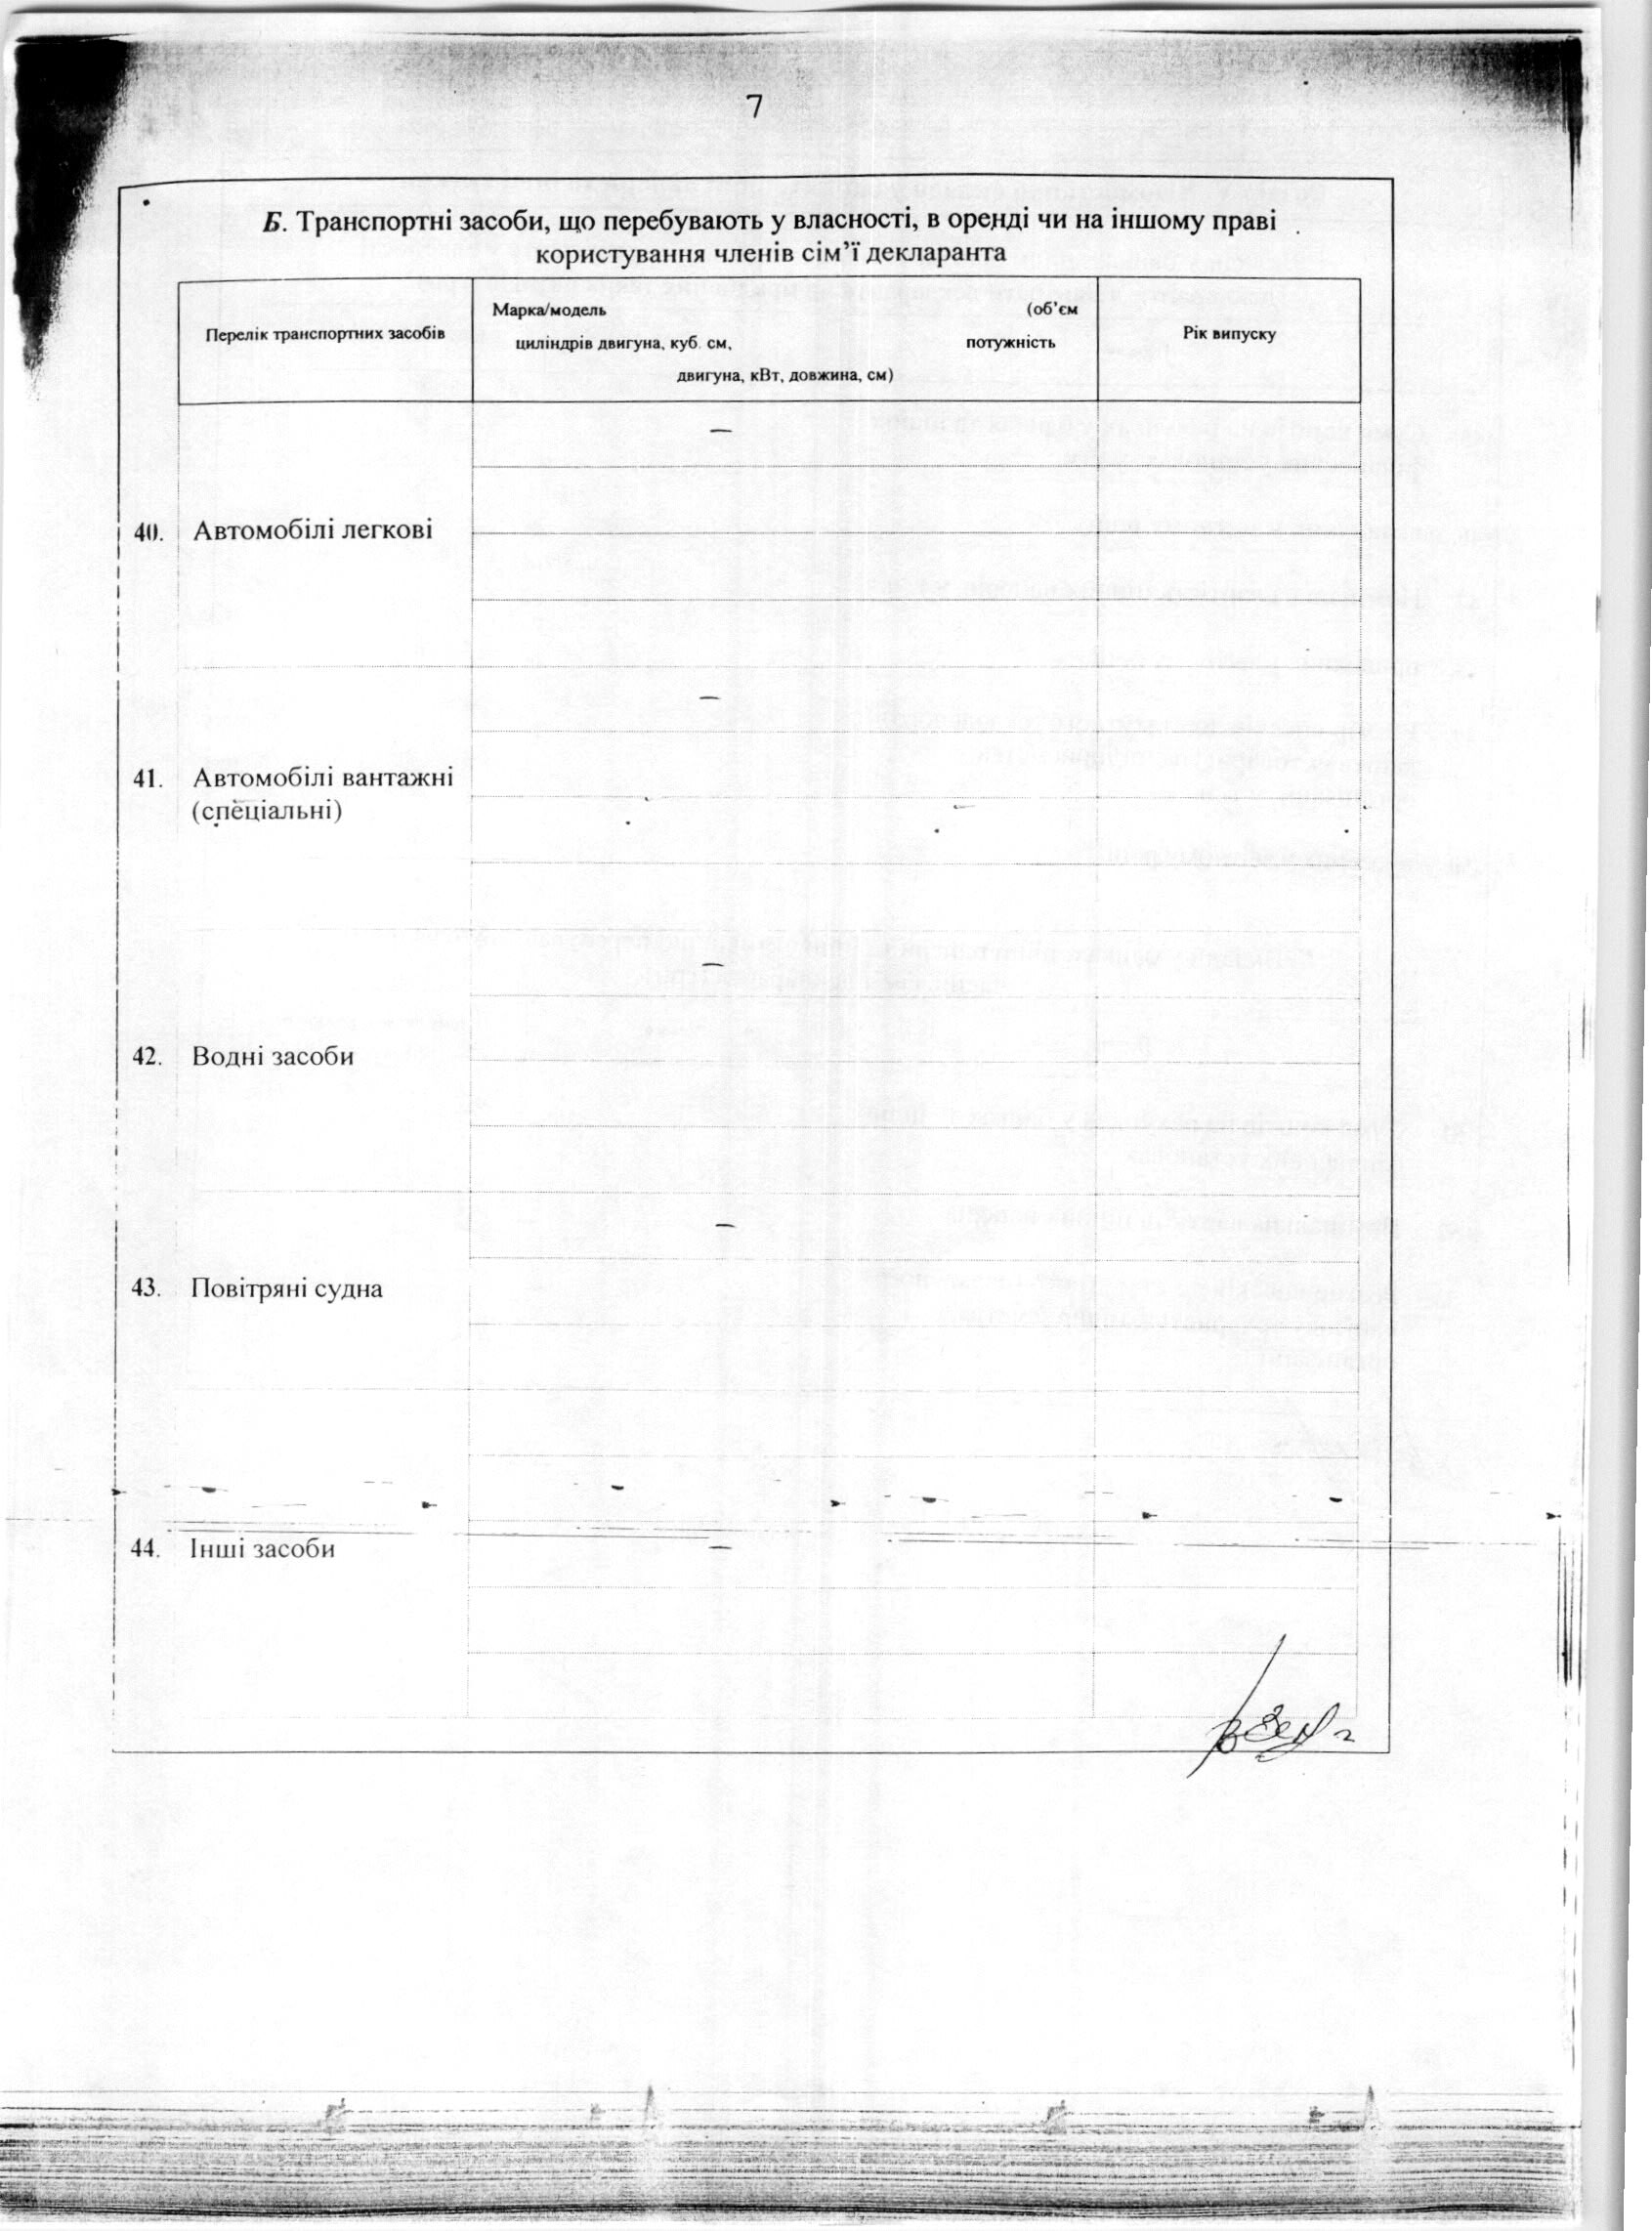 7
Б. Транспортні засоби, що перебувають у власності, в оренді чи на іншому праві
користування членів сім’ї декларанта
Перелік транспортних засобів
Марка/модель (об’єм
циліндрів двигуна, куб. см, потужність
двигуна, кВт, довжина, см)
Рік випуску
–
40. Автомобілі легкові
–
41. Автомобілі вантажні
(спеціальні)
–
42. Водні засоби
–
43. Повітряні судна
44. Інші засоби –